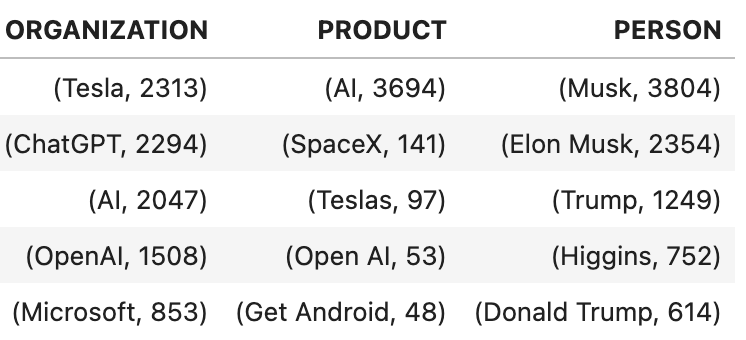 ORGANIZATION PRODUCT PERSON
(Tesla, 2313) (AI, 3694) (Musk, 3804)
(ChatGPT, 2294) (SpaceX, 141) (Elon Musk, 2354)
(AI, 2047) (Teslas, 97) (Trump, 1249)
(OpenAI, 1508) (Open AI, 53) (Higgins, 752)
(Microsoft, 853) (Get Android, 48) (Donald Trump, 614)